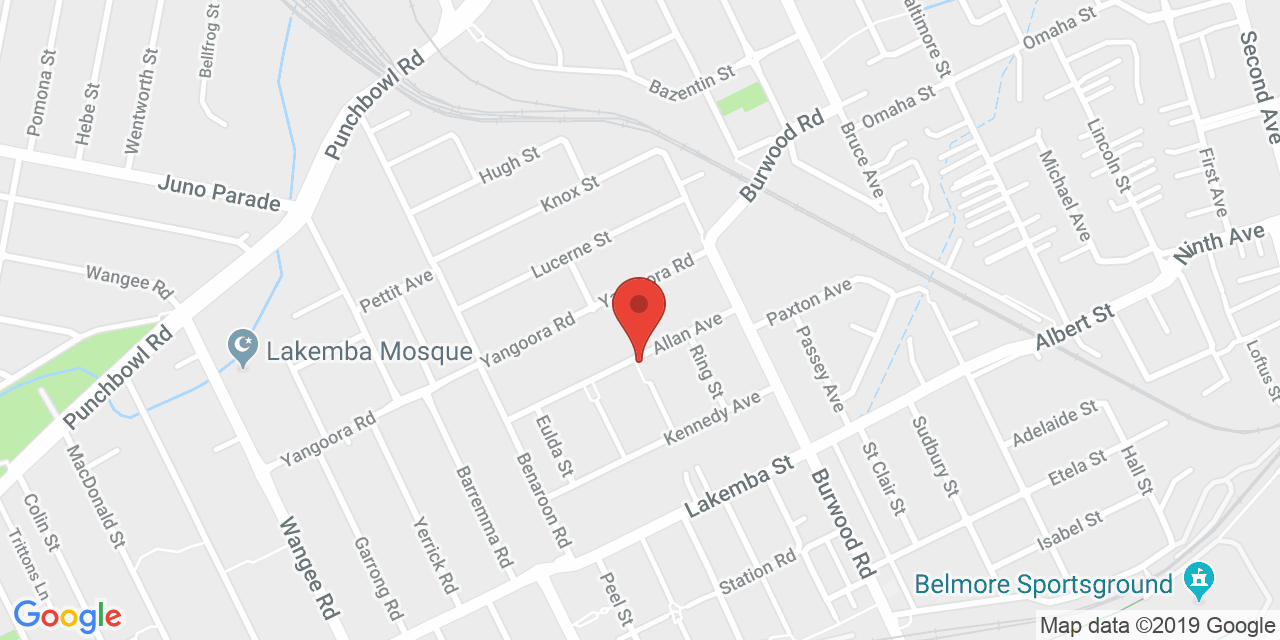 Pomona St
Hebe St
Wentworth St
Bellfrog St
Punchbowl Rd
Bazentin St
Baltimore St
Omaha St
Second Ave
Omaha St
Burwood Rd
Bruce Ave
Lincoln St
Michael Ave
First Ave
Ninth Ave
Juno Parade
Hugh St
Knox St
Lucerne St
Wangee Rd
Pettit Ave
Yangoora Rd
Paxton Ave
Albert St
Punchbowl Rd
Lakemba Mosque
Yangoora Rd
Allan Ave
Ring St
Passey Ave
Loftus St
Yangoora Rd
Eulda St
Kennedy Ave
Adelaide St
Sudbury St
St Clair St
Etela St
Hall St
MacDonald St
Colin St
Trittons Ln
Barremma Rd
Benaroon Rd
Lakemba St
Burwood Rd
Isabel St
Wangee Rd
Garrong Rd
Yerrick Rd
Peel St
Station Rd
Belmore Sportsground
Google
Map data ©2019 Google